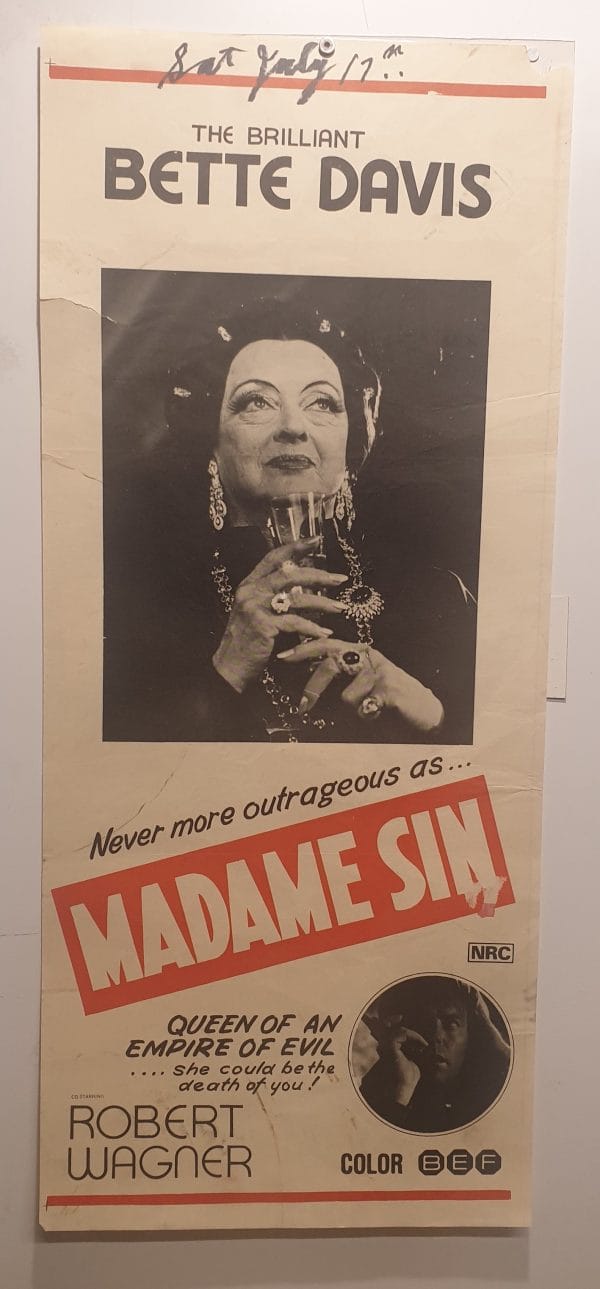 Sat July 17th
THE BRILLIANT
BETTE DAVIS
Never more outrageous as...
MADAME SIN
NRC
QUEEN OF AN
EMPIRE OF EVIL
.... she could be the
death of you!
CO STARRING
ROBERT
WAGNER
COLOR BEF